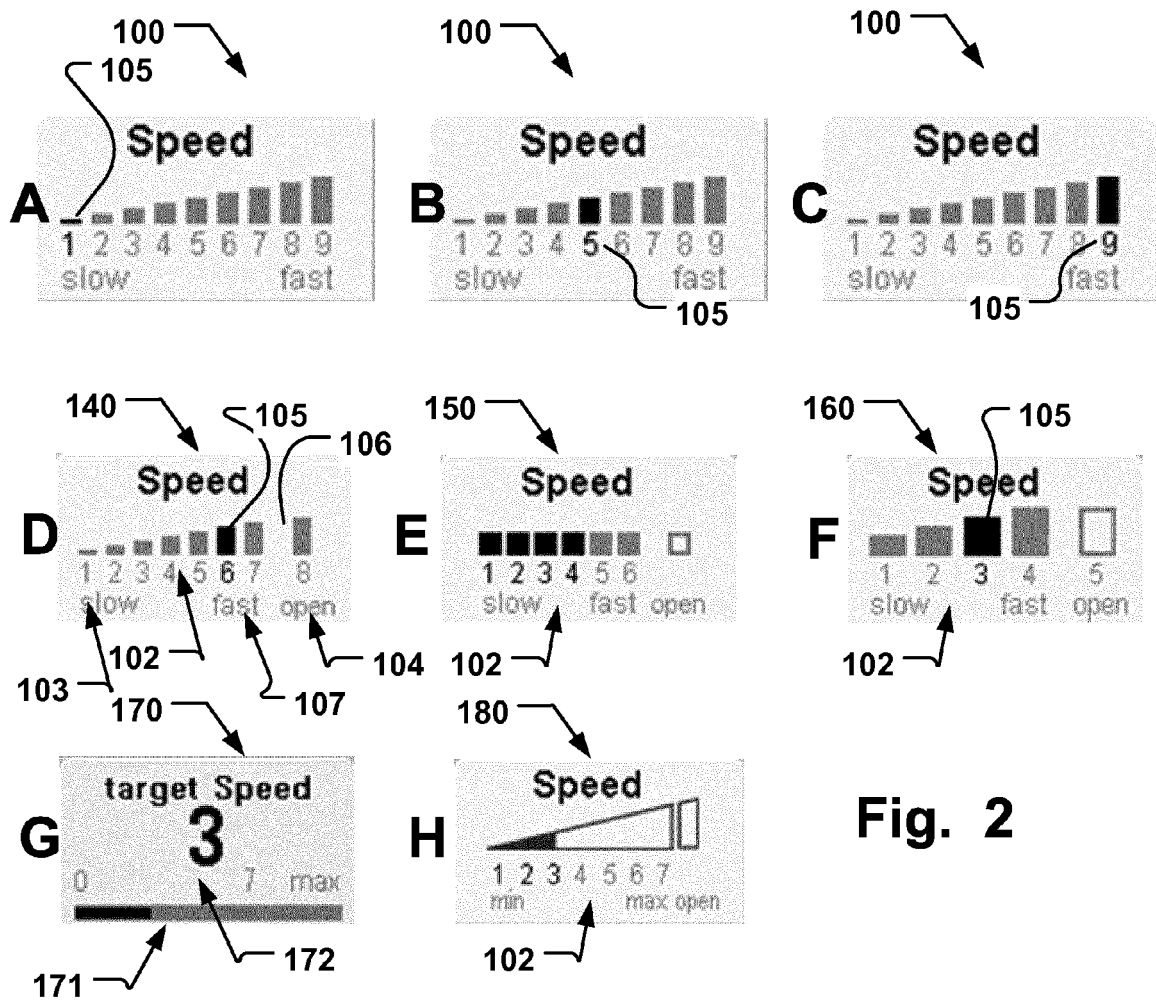 100 100 100
105
Speed Speed Speed
A B C
1 2 3 4 5 6 7 8 9 1 2 3 4 5 6 7 8 9 1 2 3 4 5 6 7 8 9
slow fast slow fast slow fast
105 105
140 105 150 160 105
106
Speed Speed Speed
D E F
1 2 3 4 5 6 7 8 1 2 3 4 5 6 1 2 3 4 5
slow fast open slow fast open slow fast open
102 104 102 102
103 107
170 180
target Speed Speed
G 3 H Fig. 2
0 7 max 1 2 3 4 5 6 7
min max open
172 102
171